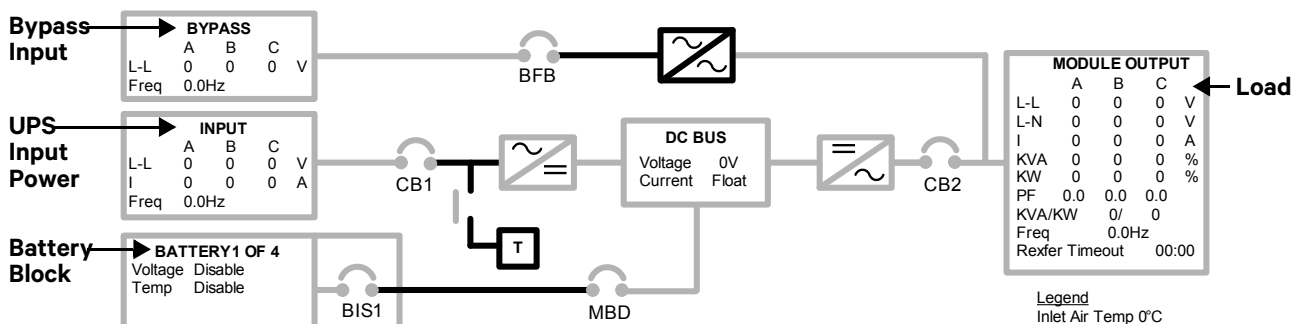 Bypass Input
BYPASS
A B C
L-L 0 0 0 V
Freq 0.0Hz
BFB
MODULE OUTPUT
A B C
L-L 0 0 0 V
L-N 0 0 0 V
I 0 0 0 A
KVA 0 0 0 %
KW 0 0 0 %
PF 0.0 0.0 0.0
KVA/KW 0/ 0
Freq 0.0Hz
Rexfer Timeout 00:00
Load
UPS Input Power
INPUT
A B C
L-L 0 0 0 V
I 0 0 0 A
Freq 0.0Hz
CB1
T
DC BUS
Voltage 0V
Current Float
CB2
Battery Block
BATTERY1 OF 4
Voltage Disable
Temp Disable
BIS1
MBD
Legend
Inlet Air Temp 0°C